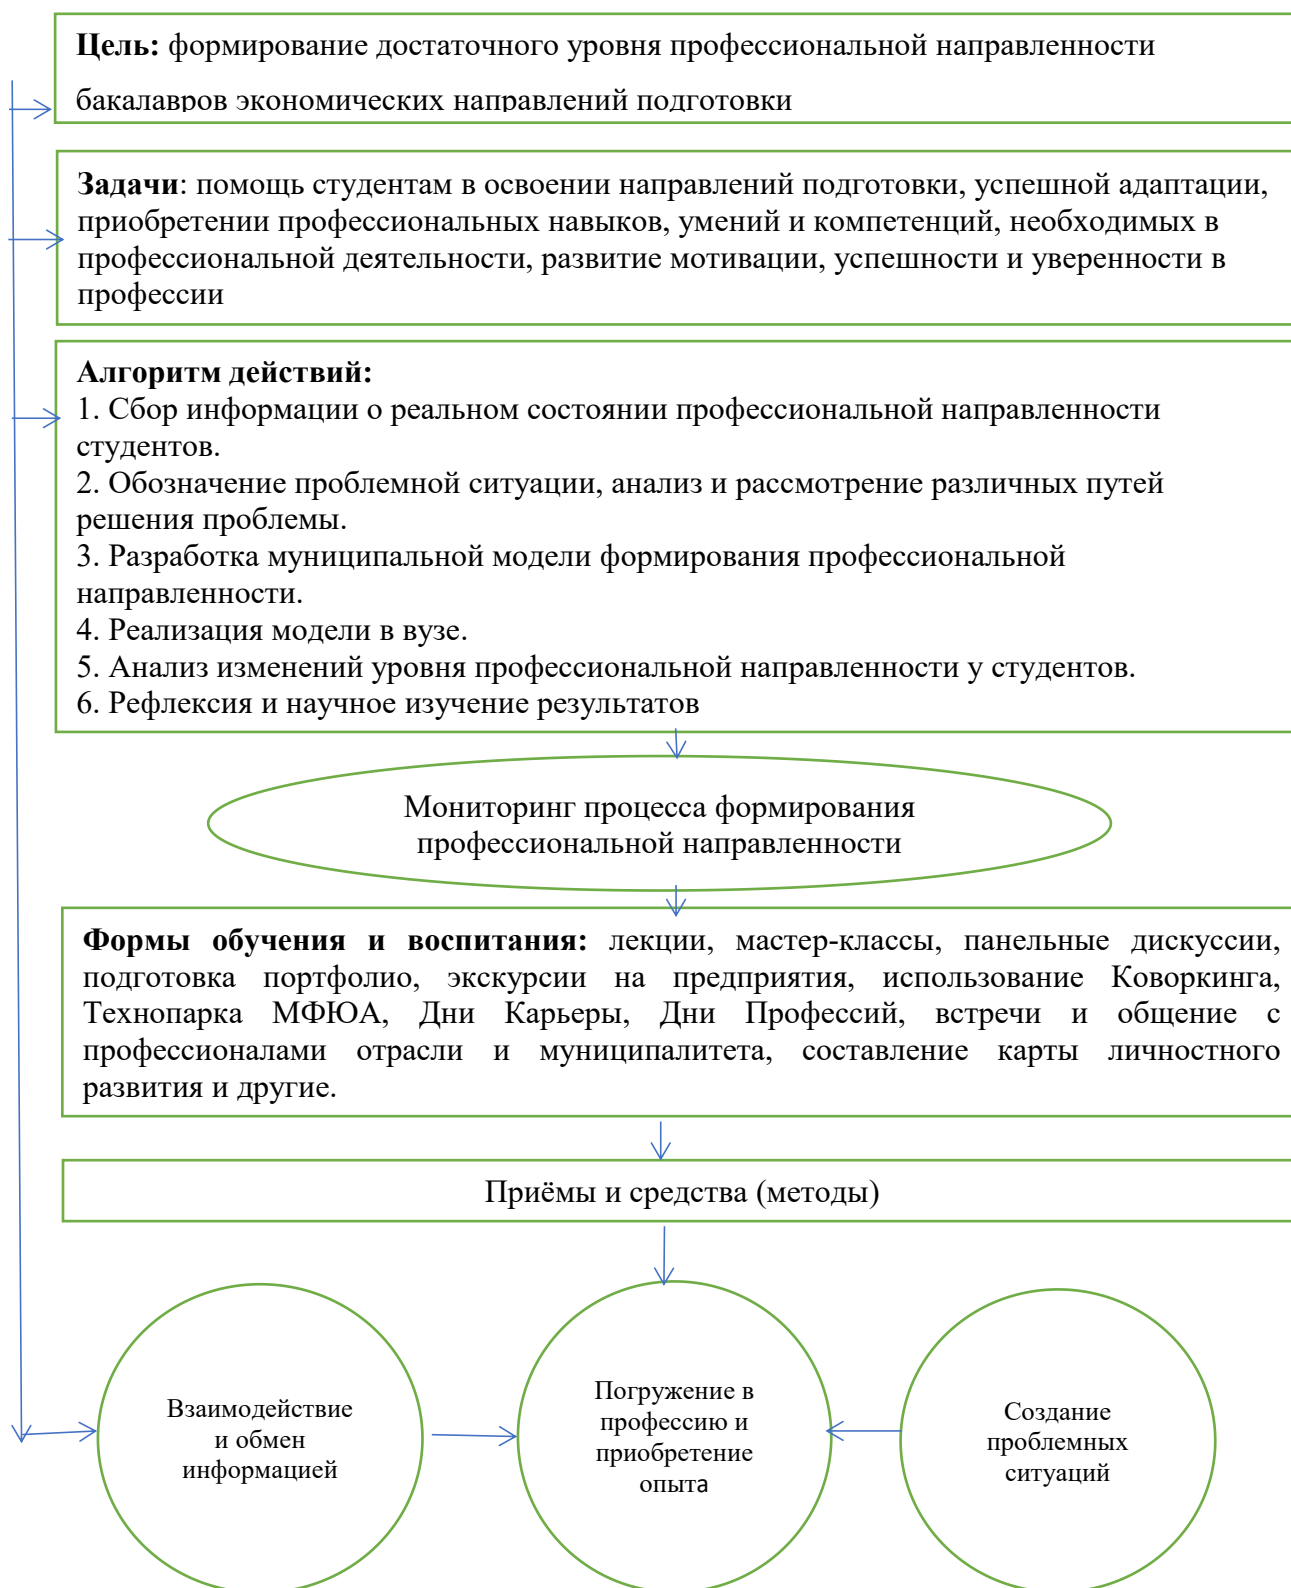 Цель: формирование достаточного уровня профессиональной направленности
бакалавров экономических направлений подготовки
Задачи: помощь студентам в освоении направлений подготовки, успешной адаптации,
приобретении профессиональных навыков, умений и компетенций, необходимых в
профессиональной деятельности, развитие мотивации, успешности и уверенности в
профессии
Алгоритм действий:
1. Сбор информации о реальном состоянии профессиональной направленности
студентов.
2. Обозначение проблемной ситуации, анализ и рассмотрение различных путей
решения проблемы.
3. Разработка муниципальной модели формирования профессиональной
направленности.
4. Реализация модели в вузе.
5. Анализ изменений уровня профессиональной направленности у студентов.
6. Рефлексия и научное изучение результатов
Мониторинг процесса формирования
профессиональной направленности
Формы обучения и воспитания: лекции, мастер-классы, панельные дискуссии,
подготовка портфолио, экскурсии на предприятия, использование Коворкинга,
Технопарка МФЮА, Дни Карьеры, Дни Профессий, встречи и общение с
профессионалами отрасли и муниципалитета, составление карты личностного
развития и другие.
Приёмы и средства (методы)
Взаимодействие
и обмен
информацией
Погружение в
профессию и
приобретение
опыта
Создание
проблемных
ситуаций